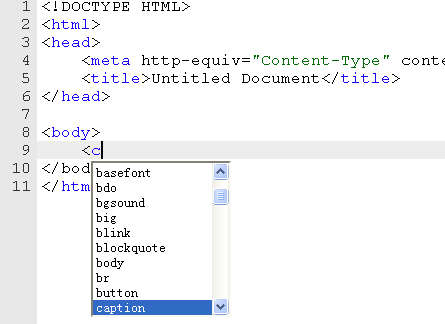 1 <!DOCTYPE HTML>
2 <html>
3 <head>
4 <meta http-equiv="Content-Type" conte
5 <title>Untitled Document</title>
6 </head>
7
8 <body>
9 <c
10 </bod
11 </htm
basefont
bdo
bgsound
big
blink
blockquote
body
br
button
caption